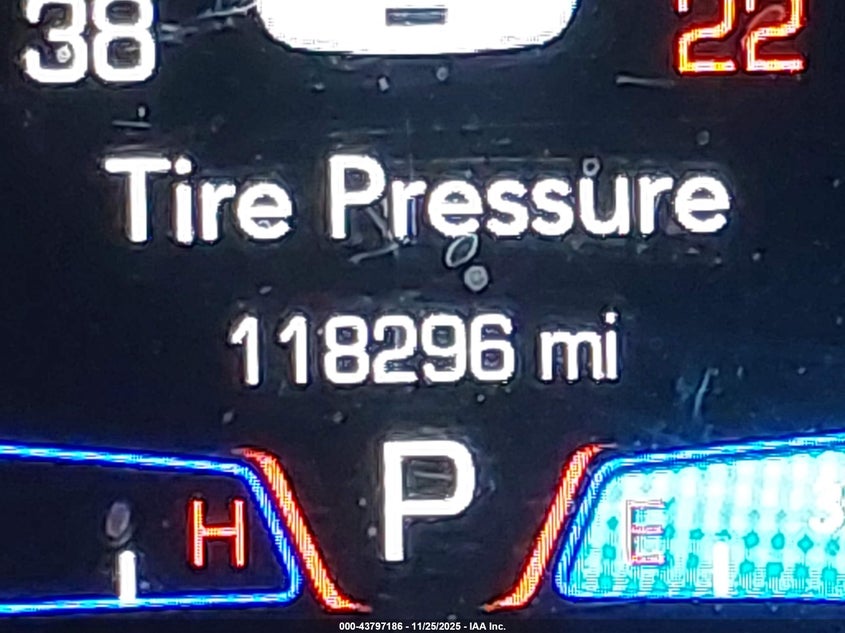 38 22
Tire Pressure
118296 mi
P
H E
000-43797186 - 11/25/2025 - IAA Inc.